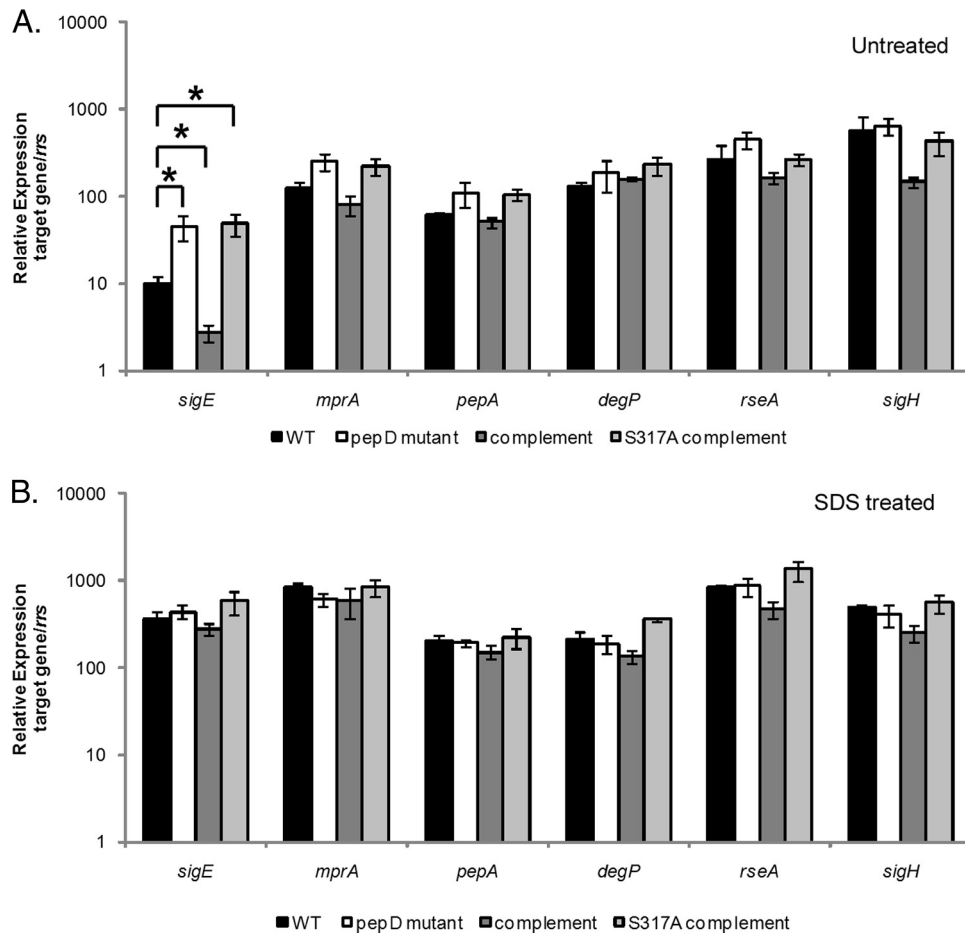 A.
Untreated
Relative Expression
target gene/rrs
10000
1000
100
10
1
*
*
*
sigE mprA pepA degP rseA sigH
WT pepD mutant complement S317A complement
B.
SDS treated
Relative Expression
target gene/rrs
10000
1000
100
10
1
sigE mprA pepA degP rseA sigH
WT pepD mutant complement S317A complement